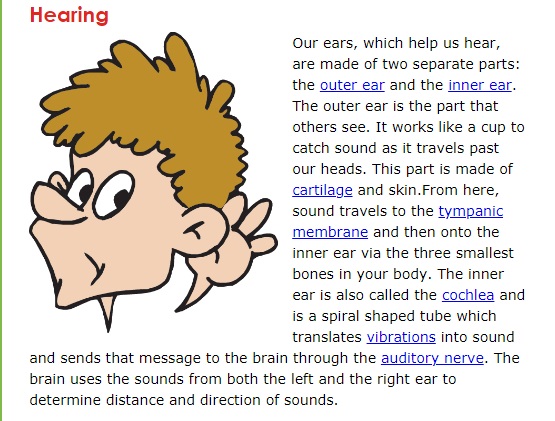 Hearing
Our ears, which help us hear,
are made of two separate parts:
the outer ear and the inner ear.
The outer ear is the part that
others see. It works like a cup to
catch sound as it travels past
our heads. This part is made of
cartilage and skin.From here,
sound travels to the tympanic
membrane and then onto the
inner ear via the three smallest
bones in your body. The inner
ear is also called the cochlea and
is a spiral shaped tube which
translates vibrations into sound
and sends that message to the brain through the auditory nerve. The
brain uses the sounds from both the left and the right ear to
determine distance and direction of sounds.